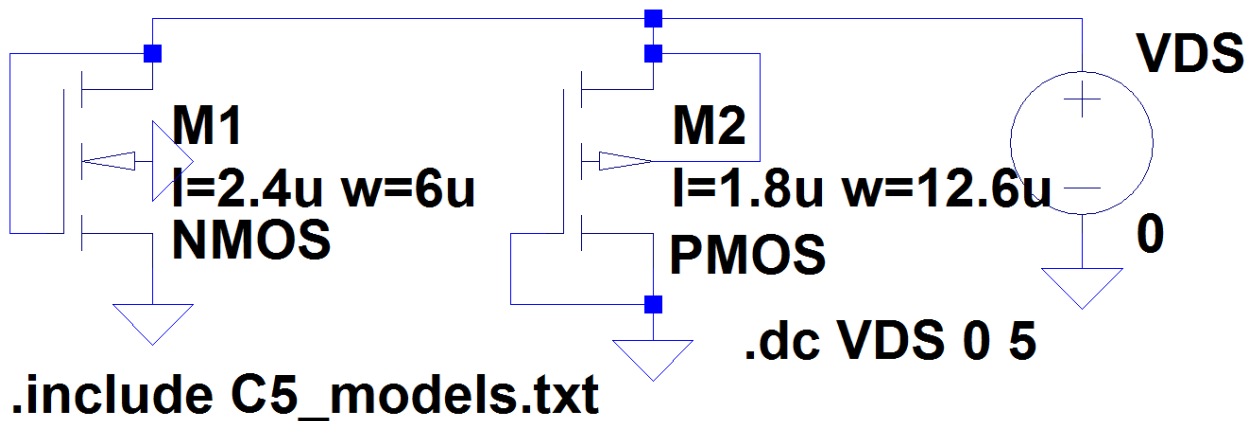 M1
l=2.4u w=6u
NMOS
M2
l=1.8u w=12.6u
PMOS
VDS
0
.dc VDS 0 5
.include C5_models.txt